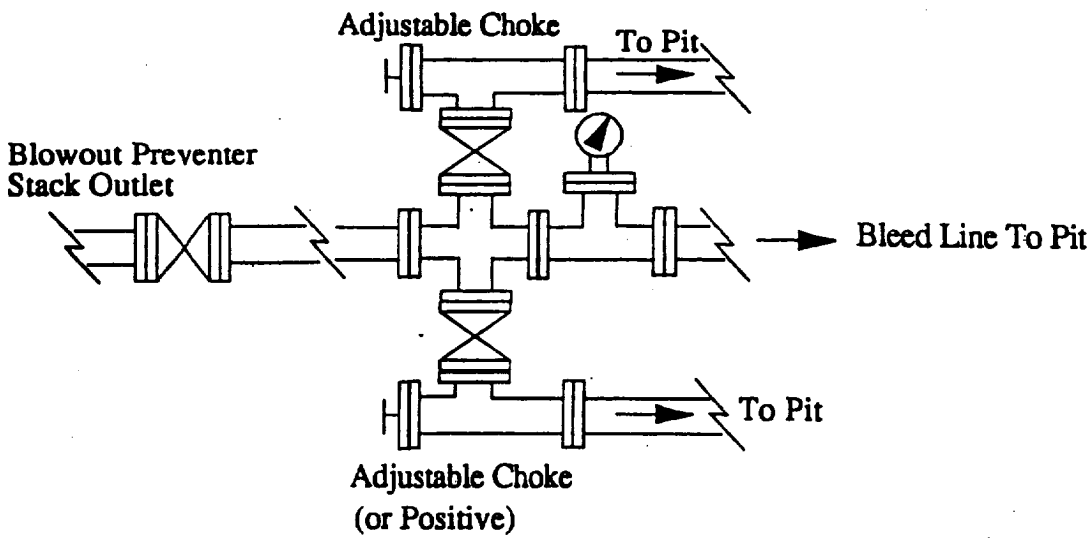 Adjustable Choke
To Pit
Blowout Preventer
Stack Outlet
Bleed Line To Pit
To Pit
Adjustable Choke
(or Positive)